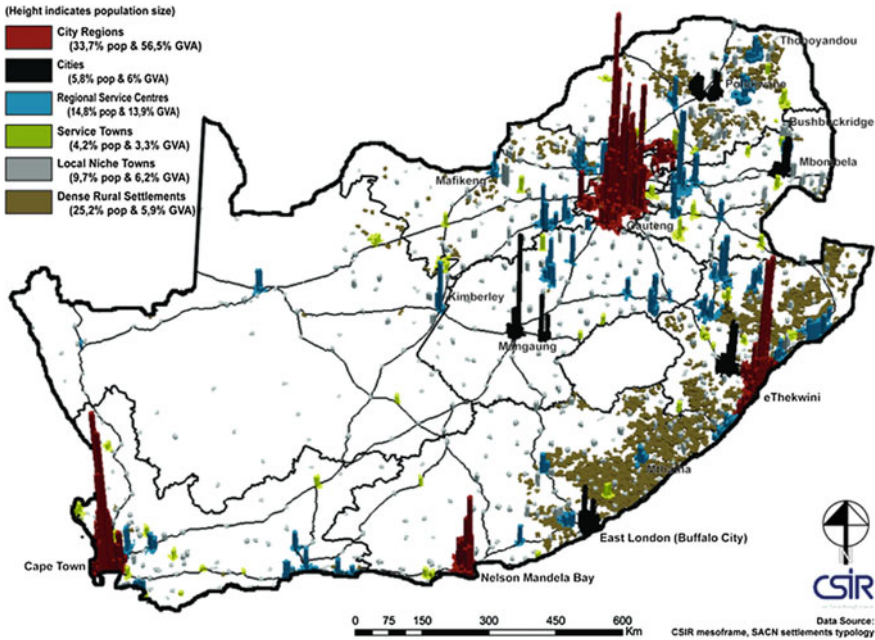 (Height indicates population size)
City Regions
(33,7% pop & 56,5% GVA)
Cities
(5,8% pop & 6% GVA)
Regional Service Centres
(14,8% pop & 13,9% GVA)
Service Towns
(4,2% pop & 3,3% GVA)
Local Niche Towns
(9,7% pop & 6,2% GVA)
Dense Rural Settlements
(25,2% pop & 5,9% GVA)
Thohoyandou
Polokwane
Bushbuckridge
Mbombela
Mafikeng
Gauteng
Kimberley
Mangaung
eThekwini
Mthatha
East London (Buffalo City)
Cape Town
Nelson Mandela Bay
N
CSIR
0 75 150 300 450 600
Km
Data Source:
CSIR mesoframe, SACN settlements typology